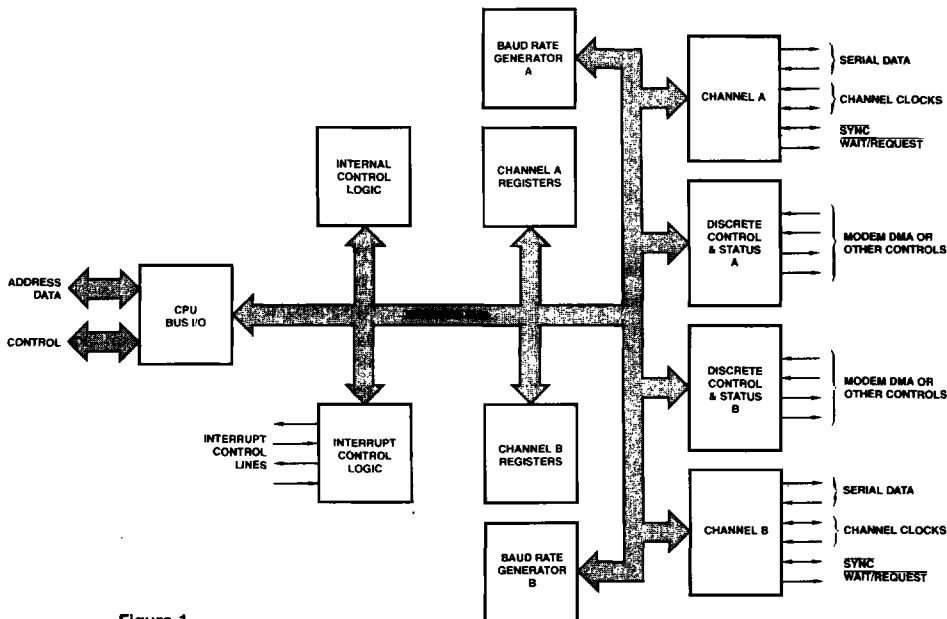 BAUD RATE
GENERATOR
A
CHANNEL A
SERIAL DATA
CHANNEL CLOCKS
SYNC
WAIT/REQUEST
INTERNAL
CONTROL
LOGIC
CHANNEL A
REGISTERS
DISCRETE
CONTROL
& STATUS
A
MODEM DMA OR
OTHER CONTROLS
ADDRESS
DATA
CONTROL
CPU
BUS I/O
DISCRETE
CONTROL
& STATUS
B
MODEM DMA OR
OTHER CONTROLS
INTERRUPT
CONTROL
LINES
INTERRUPT
CONTROL
LOGIC
CHANNEL B
REGISTERS
CHANNEL B
SERIAL DATA
CHANNEL CLOCKS
SYNC
WAIT/REQUEST
BAUD RATE
GENERATOR
B
Figure 1